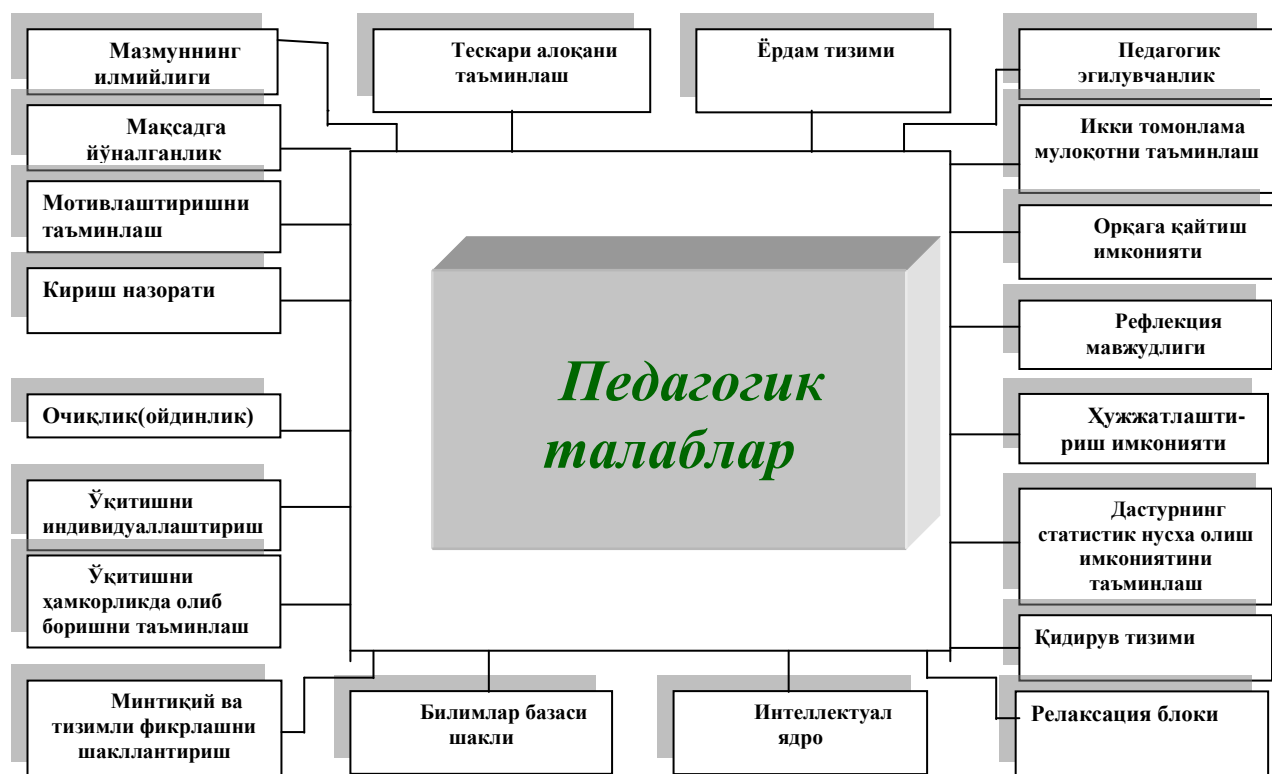 Мазмуннинг
илмийлиги
Тескари алоқани
таъминлаш
Ёрдам тизими
Педагогик
эгилувчанлик
Мақсадга
йўналганлик
Икки томонлама
мулоқотни таъминлаш
Мотивлаштиришни
таъминлаш
Орқага қайтиш
имконияти
Кириш назорати
Рефлекция
мавжудлиги
Педагогик
талаблар
Очиқлик(ойдинлик)
Ҳужжатлашти-
риш имконияти
Ўқитишни
индивидуаллаштириш
Дастурнинг
статистик нусха олиш
имкониятини
таъминлаш
Ўқитишни
ҳамкорликда олиб
боришни таъминлаш
Қидирув тизими
Минтиқий ва
тизимли фикрлашни
шакллантириш
Билимлар базаси
шакли
Интеллектуал
ядро
Релаксация блоки